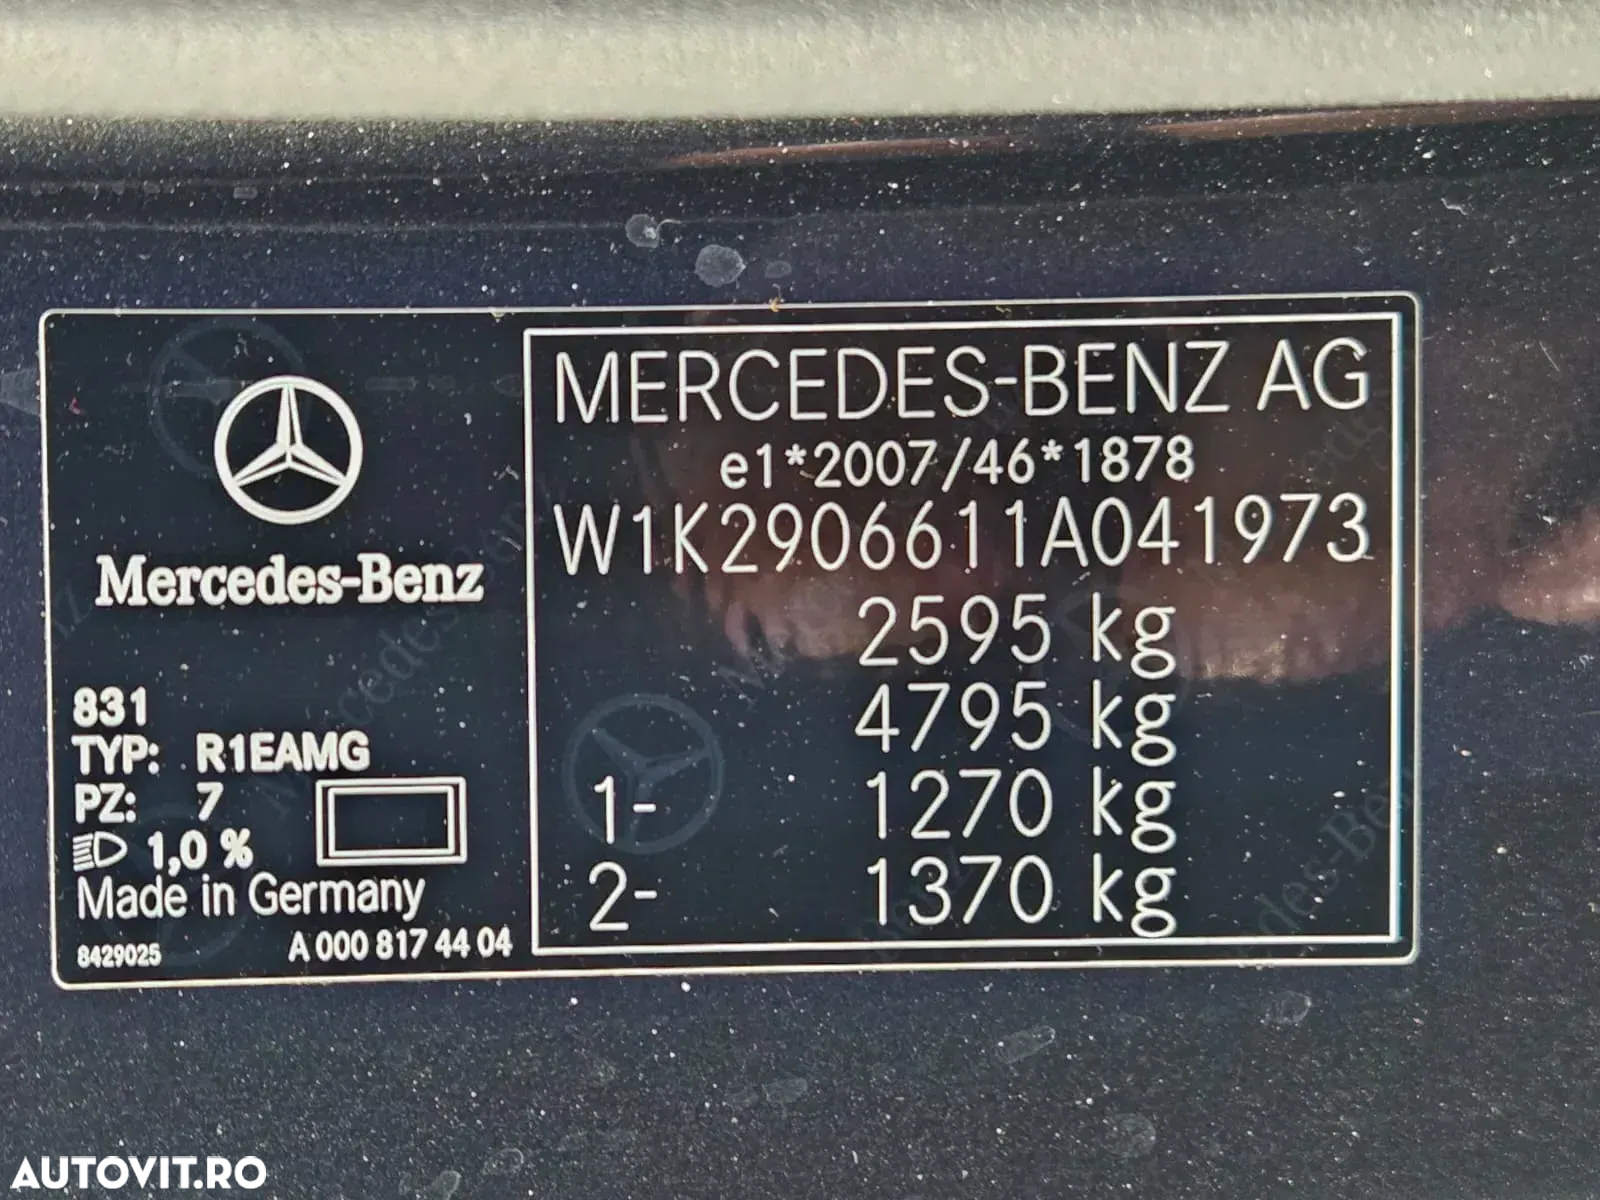 Mercedes-Benz
831
TYP: R1EAMG
PZ: 7
1,0 %
Made in Germany
8429025 A 000 817 44 04
MERCEDES-BENZ AG
e1*2007/46*1878
W1K2906611A041973
2595 kg
4795 kg
1- 1270 kg
2- 1370 kg
AUTOVIT.RO